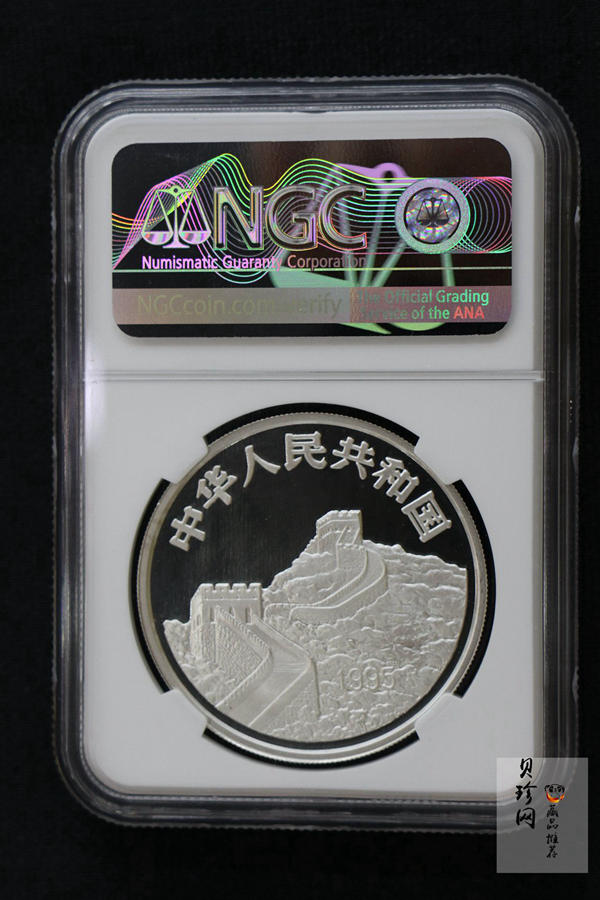 NGC
Numismatic Guaranty Corporation
NGCcoin.com/verify
The Official Grading
Service of the ANA
中华人民共和国
1995
贝珍网
藏品推荐